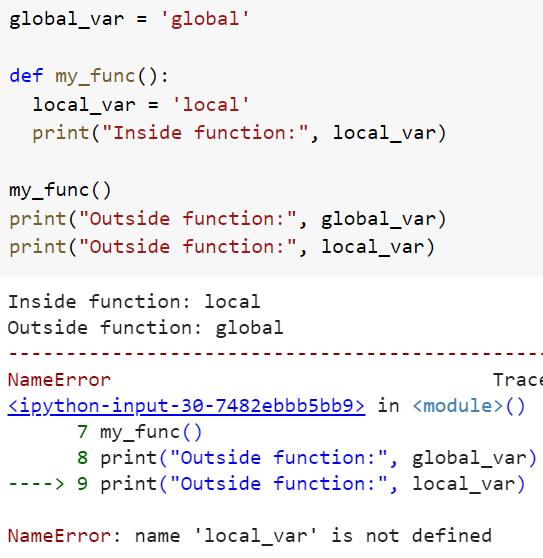 global_var = 'global'
def my_func():
  local_var = 'local'
  print("Inside function:", local_var)
my_func()
print("Outside function:", global_var)
print("Outside function:", local_var)
Inside function: local
Outside function: global
---------------------------------------------------
NameError Trace
<ipython-input-30-7482ebbb5bb9> in <module>()
      7 my_func()
      8 print("Outside function:", global_var)
----> 9 print("Outside function:", local_var)
NameError: name 'local_var' is not defined